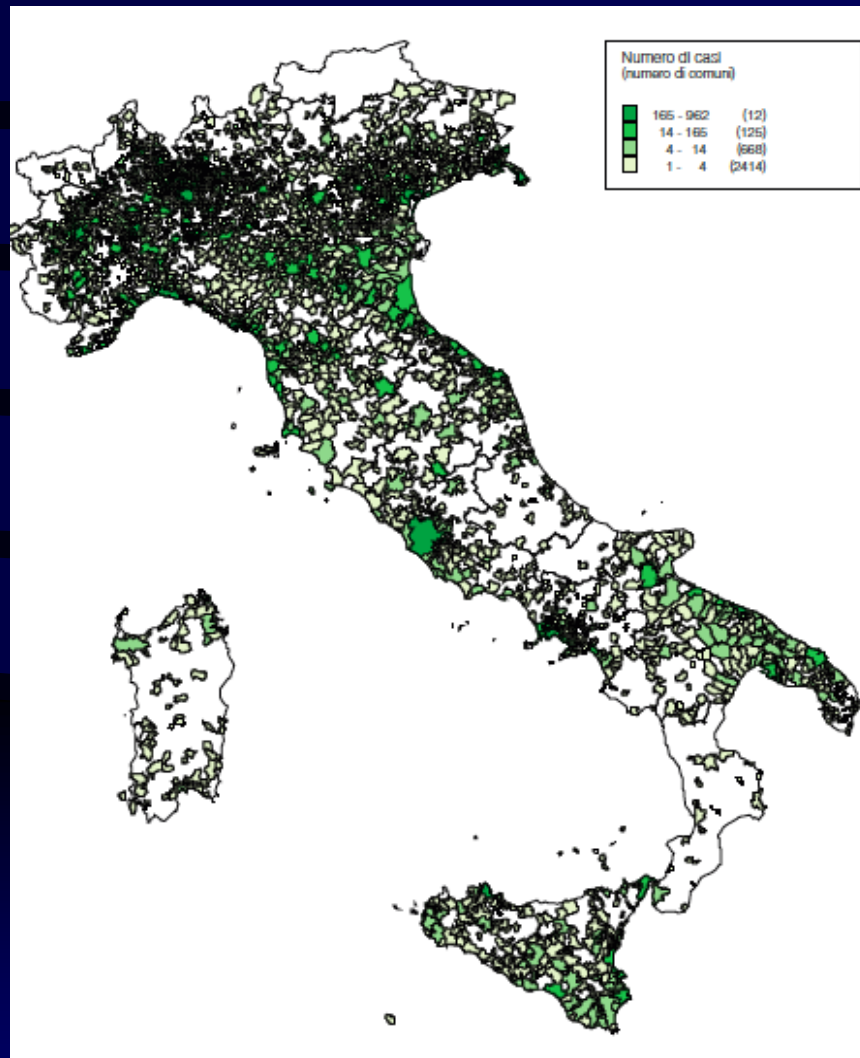 Numero di casi
(numero di comuni)
165 - 962 (12)
14 - 165 (125)
4 - 14 (668)
1 - 4 (2414)